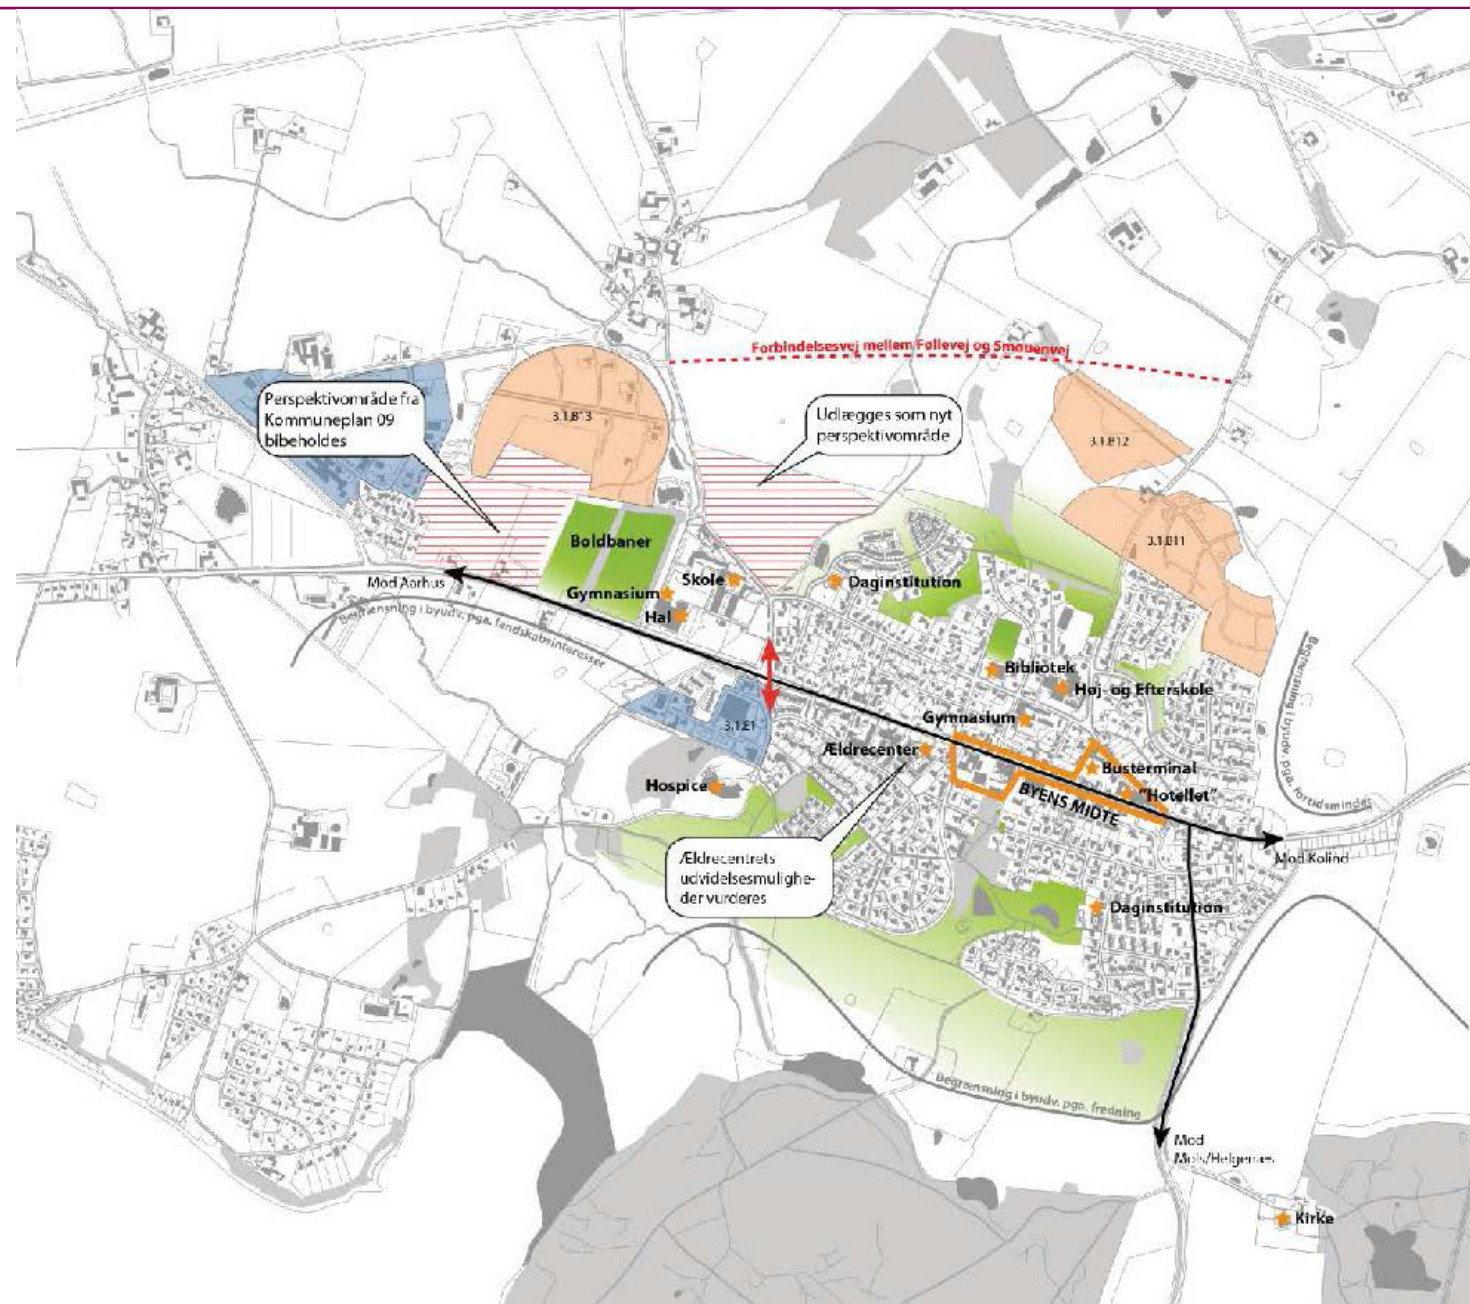 Forbindelsesvej mellem Føllevej og Smouenvej
Perspektivområde fra
Kommuneplan 09
bibeholdes
3.1.B13
Udlægges som nyt
perspektivområde
3.1.B12
3.1.B11
Boldbaner
Mod Aarhus
Skole
Daginstitution
Gymnasium
Hal
Begrænsning i byudv. pga. landskabsinteresser
Begrænsning i byudv. pga. fortidsminder
Bibliotek
Høj- og Efterskole
Gymnasium
3.1.E1
Ældrecenter
Busterminal
"Hotellet"
BYENS MIDTE
Hospice
Mod Kolind
Ældrecentrets
udvidelsesmulighe-
der vurderes
Daginstitution
Begrænsning i byudv. pga. fredning
Mod
Mols/Helgenæs
Kirke